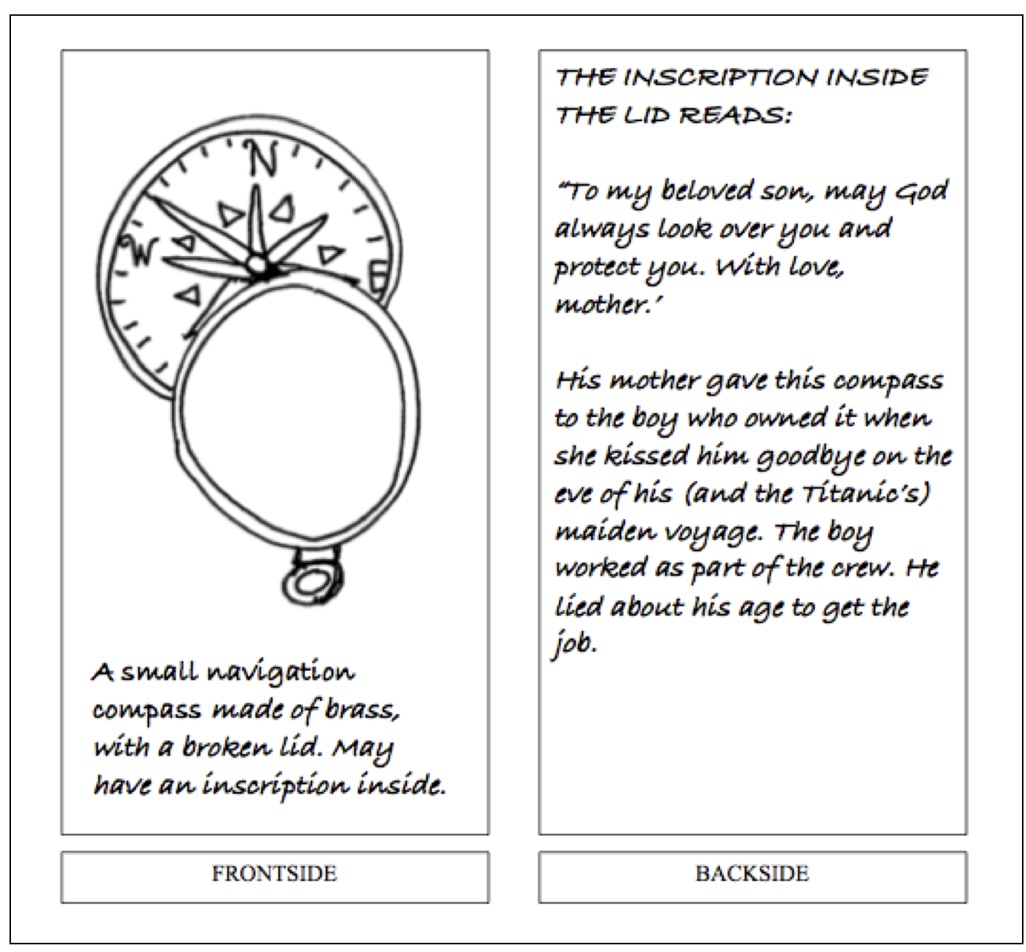 N
W
E
A small navigation
compass made of brass,
with a broken lid. May
have an inscription inside.
FRONTSIDE
THE INSCRIPTION INSIDE
THE LID READS:
“To my beloved son, may God
always look over you and
protect you. With love,
mother.’
His mother gave this compass
to the boy who owned it when
she kissed him goodbye on the
eve of his (and the Titanic’s)
maiden voyage. The boy
worked as part of the crew. He
lied about his age to get the
job.
BACKSIDE